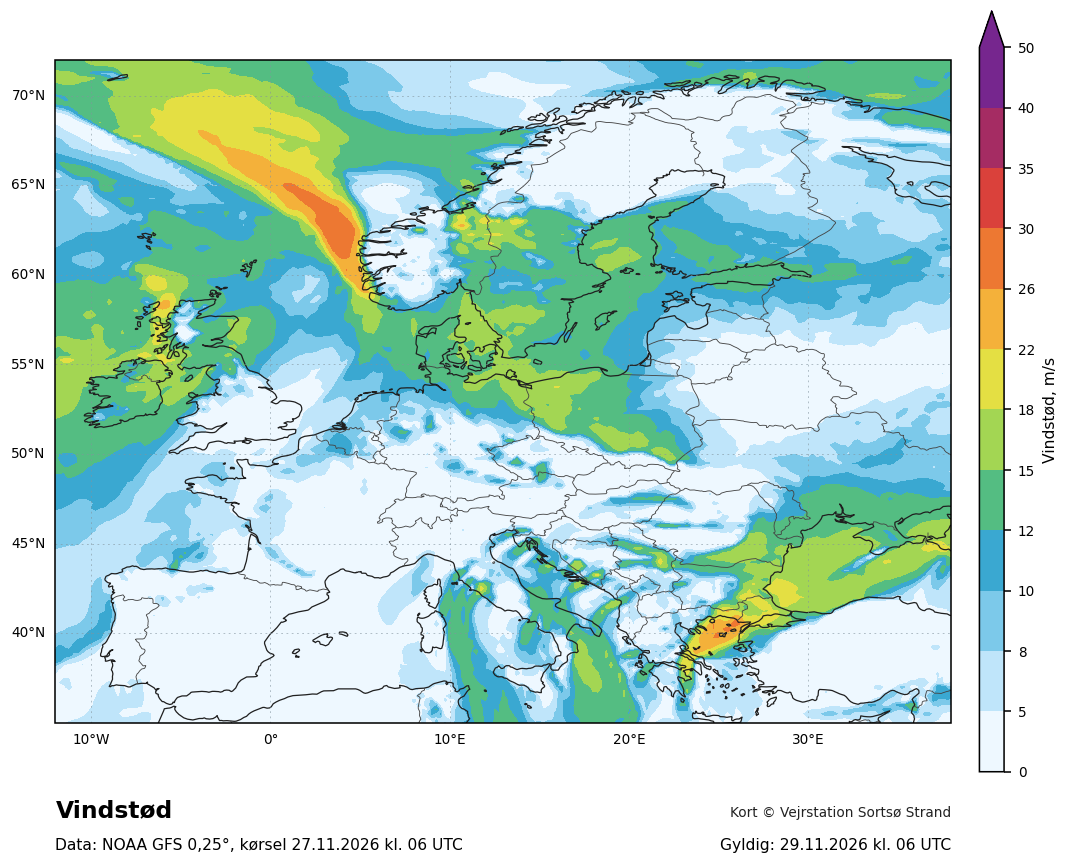 50
40
35
30
26
22
18
15
12
10
8
5
0
Vindstød, m/s
70°N
65°N
60°N
55°N
50°N
45°N
40°N
10°W
0°
10°E
20°E
30°E
Vindstød
Kort © Vejrstation Sortsø Strand
Data: NOAA GFS 0,25°, kørsel 27.11.2026 kl. 06 UTC
Gyldig: 29.11.2026 kl. 06 UTC